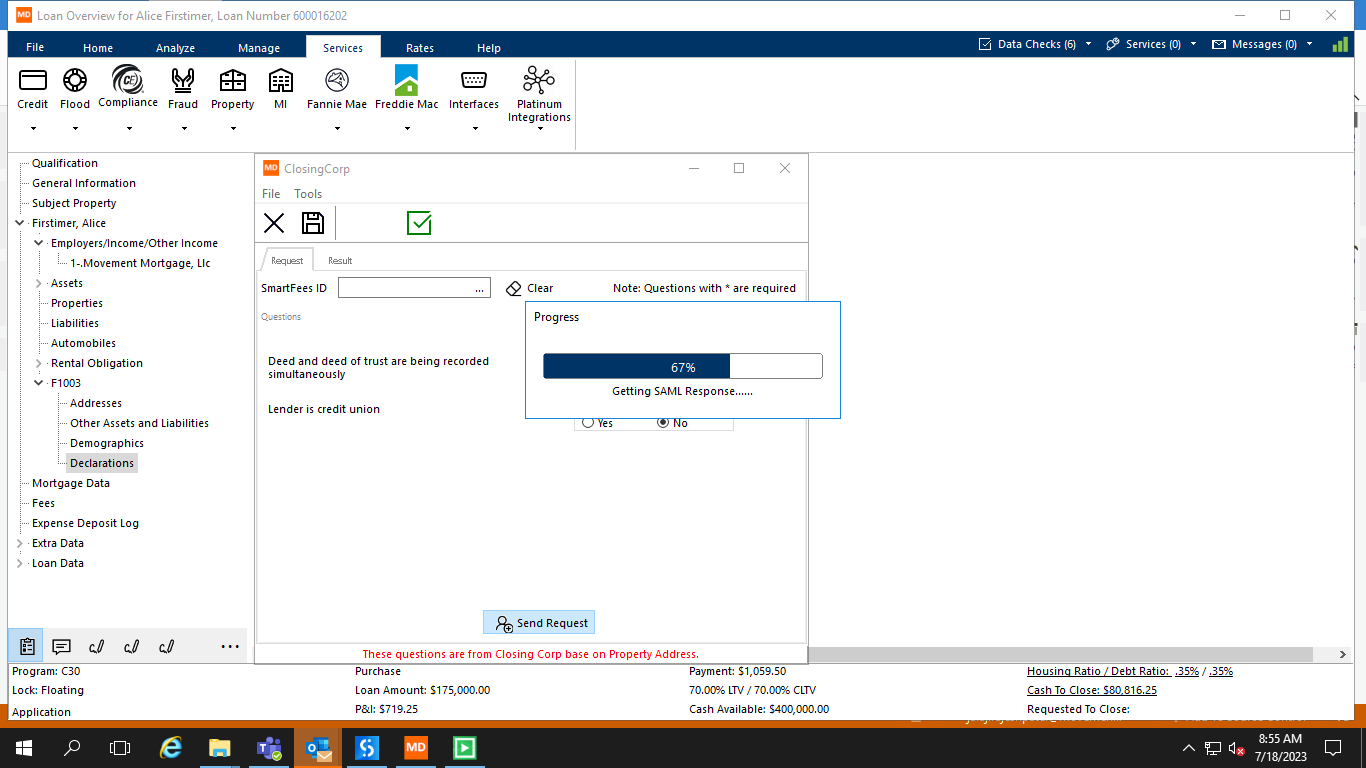 MD Loan Overview for Alice Firstimer, Loan Number 600016202
File Home Analyze Manage Services Rates Help Data Checks (6) Services (0) Messages (0)
Credit Flood Compliance Fraud Property MI Fannie Mae Freddie Mac Interfaces Platinum Integrations
Qualification
General Information
Subject Property
Firstimer, Alice
Employers/Income/Other Income
1-.Movement Mortgage, Llc
Assets
Properties
Liabilities
Automobiles
Rental Obligation
F1003
Addresses
Other Assets and Liabilities
Demographics
Declarations
Mortgage Data
Fees
Expense Deposit Log
Extra Data
Loan Data
MD ClosingCorp
File Tools
Request Result
SmartFees ID ... Clear Note: Questions with * are required
Questions
Deed and deed of trust are being recorded
simultaneously
Lender is credit union
Yes No
Progress
67%
Getting SAML Response......
Send Request
These questions are from Closing Corp base on Property Address.
Program: C30 Purchase Payment: $1,059.50 Housing Ratio / Debt Ratio: .35% / .35%
Lock: Floating Loan Amount: $175,000.00 70.00% LTV / 70.00% CLTV Cash To Close: $80,816.25
Application P&I: $719.25 Cash Available: $400,000.00 Requested To Close:
MD
8:55 AM
7/18/2023